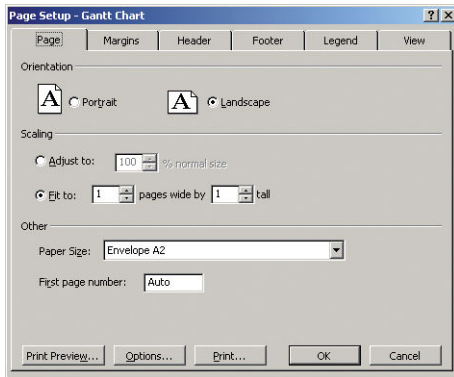 Page Setup - Gantt Chart
Page Margins Header Footer Legend View
Orientation
A Portrait A Landscape
Scaling
Adjust to: 100 % normal size
Fit to: 1 pages wide by 1 tall
Other
Paper Size: Envelope A2
First page number: Auto
Print Preview... Options... Print... OK Cancel